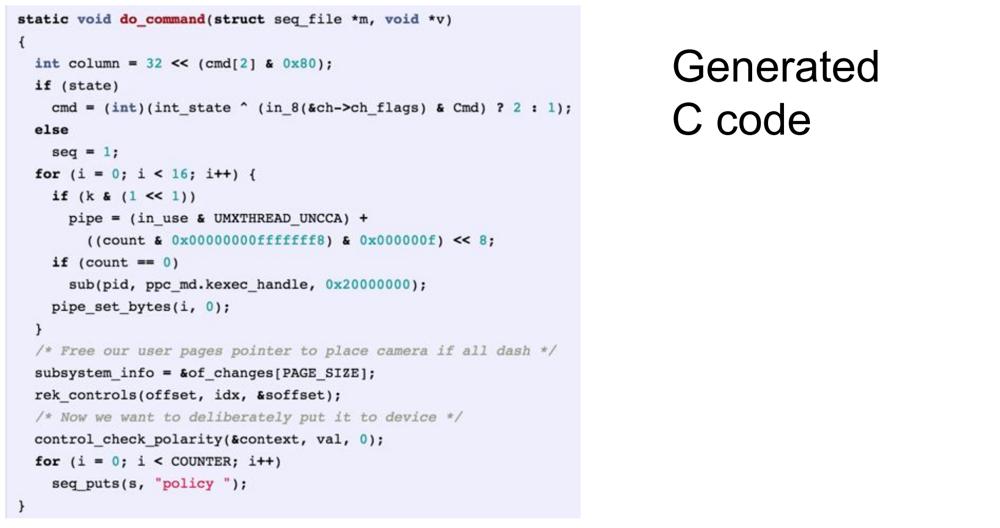 static void do_command(struct seq_file *m, void *v)
{
  int column = 32 << (cmd[2] & 0x80);
  if (state)
    cmd = (int)(int_state ^ (in_8(&ch->ch_flags) & Cmd) ? 2 : 1);
  else
    seq = 1;
  for (i = 0; i < 16; i++) {
    if (k & (1 << 1))
      pipe = (in_use & UMXTHREAD_UNCCA) +
        ((count & 0x00000000fffffff8) & 0x000000f) << 8;
    if (count == 0)
      sub(pid, ppc_md.kexec_handle, 0x20000000);
    pipe_set_bytes(i, 0);
  }
  /* Free our user pages pointer to place camera if all dash */
  subsystem_info = &of_changes[PAGE_SIZE];
  rek_controls(offset, idx, &soffset);
  /* Now we want to deliberately put it to device */
  control_check_polarity(&context, val, 0);
  for (i = 0; i < COUNTER; i++)
    seq_puts(s, "policy ");
}
Generated
C code